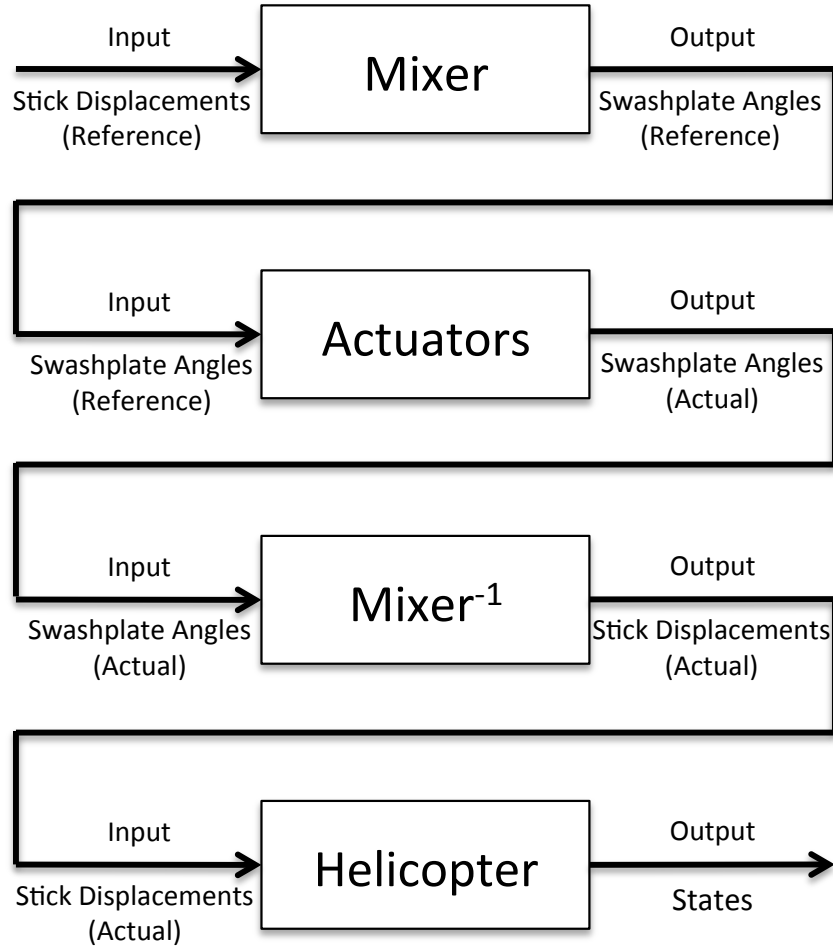 Input
Mixer
Output
Stick Displacements
(Reference)
Swashplate Angles
(Reference)
Input
Actuators
Output
Swashplate Angles
(Reference)
Swashplate Angles
(Actual)
Input
Mixer⁻¹
Output
Swashplate Angles
(Actual)
Stick Displacements
(Actual)
Input
Helicopter
Output
Stick Displacements
(Actual)
States